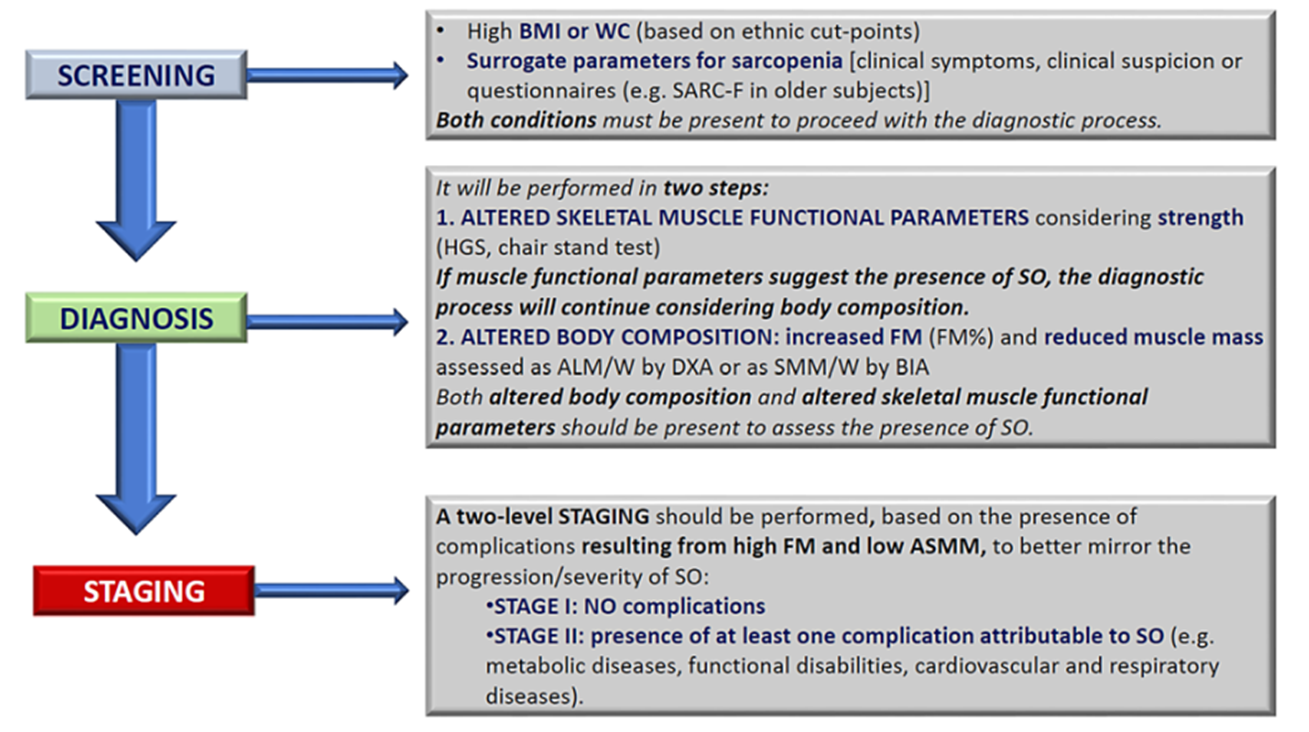 SCREENING
• High BMI or WC (based on ethnic cut-points)
• Surrogate parameters for sarcopenia [clinical symptoms, clinical suspicion or
questionnaires (e.g. SARC-F in older subjects)]
Both conditions must be present to proceed with the diagnostic process.
DIAGNOSIS
It will be performed in two steps:
1. ALTERED SKELETAL MUSCLE FUNCTIONAL PARAMETERS considering strength
(HGS, chair stand test)
If muscle functional parameters suggest the presence of SO, the diagnostic
process will continue considering body composition.
2. ALTERED BODY COMPOSITION: increased FM (FM%) and reduced muscle mass
assessed as ALM/W by DXA or as SMM/W by BIA
Both altered body composition and altered skeletal muscle functional
parameters should be present to assess the presence of SO.
STAGING
A two-level STAGING should be performed, based on the presence of
complications resulting from high FM and low ASMM, to better mirror the
progression/severity of SO:
•STAGE I: NO complications
•STAGE II: presence of at least one complication attributable to SO (e.g.
metabolic diseases, functional disabilities, cardiovascular and respiratory
diseases).